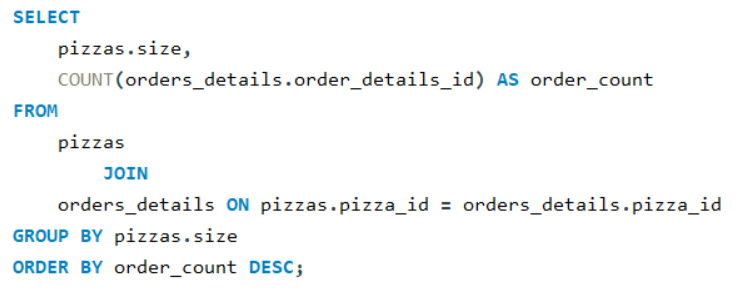 SELECT
pizzas.size,
COUNT(orders_details.order_details_id) AS order_count
FROM
pizzas
JOIN
orders_details ON pizzas.pizza_id = orders_details.pizza_id
GROUP BY pizzas.size
ORDER BY order_count DESC;